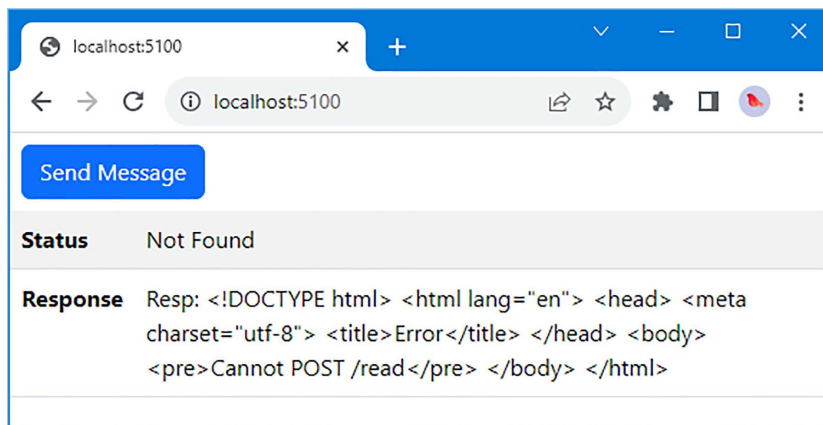 localhost:5100
localhost:5100
Send Message
Status Not Found
Response Resp: <!DOCTYPE html> <html lang="en"> <head> <meta
charset="utf-8"> <title>Error</title> </head> <body>
<pre>Cannot POST /read</pre> </body> </html>